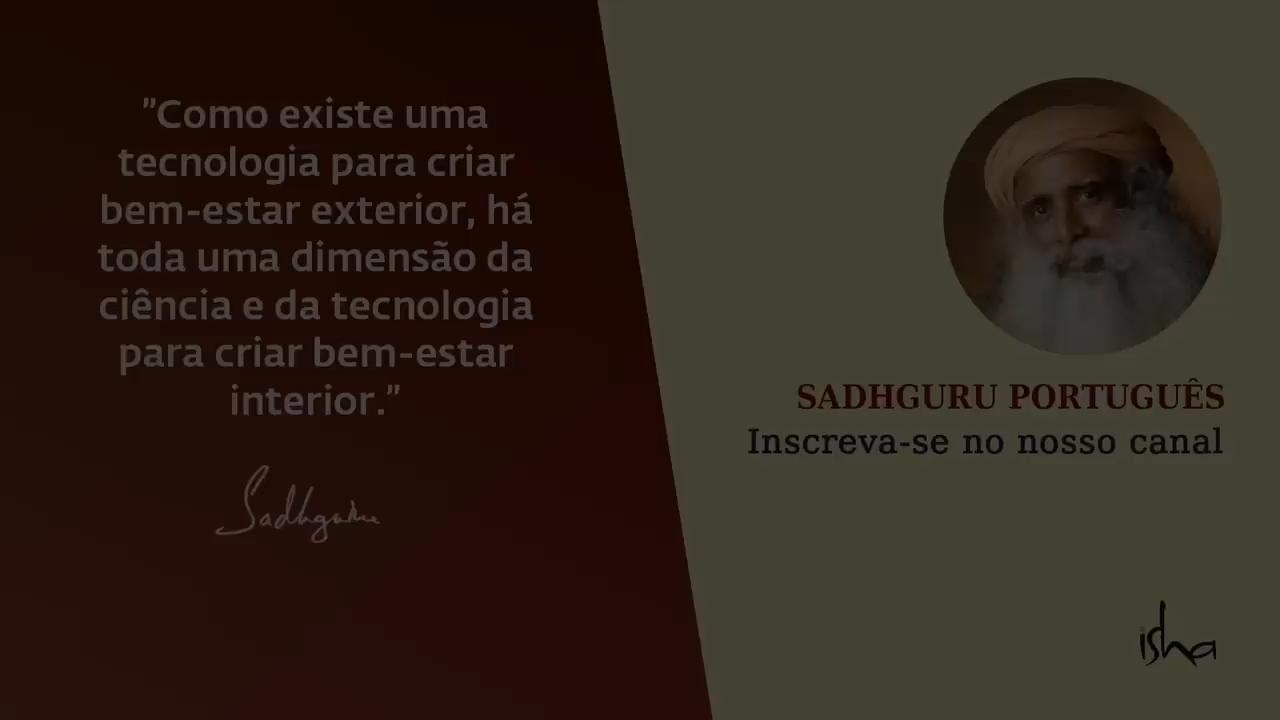 "Como existe uma
tecnologia para criar
bem-estar exterior, há
toda uma dimensão da
ciência e da tecnologia
para criar bem-estar
interior."
Sadhguru
SADHGURU PORTUGUÊS
Inscreva-se no nosso canal
isha